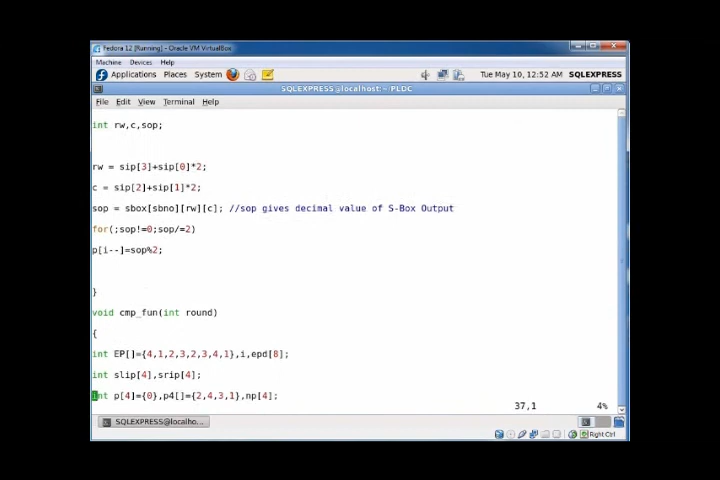 Fedora 12 [Running] - Oracle VM VirtualBox
Machine Devices Help
Applications Places System Tue May 10, 12:52 AM SQLEXPRESS
SQLEXPRESS@localhost:~ PLDC
File Edit View Terminal Help
int rw,c,sop;
rw = sip[3]+sip[0]*2;
c = sip[2]+sip[1]*2;
sop = sbox[sbno][rw][c]; //sop gives decimal value of S-Box Output
for(;sop!=0;sop/=2)
p[i--]=sop%2;
}
void cmp_fun(int round)
{
int EP[]={4,1,2,3,2,3,4,1},i,epd[8];
int slip[4],srip[4];
int p[4]={0},p4[]={2,4,3,1},np[4];
37,1 4%
SQLEXPRESS@localho...
Right Ctrl